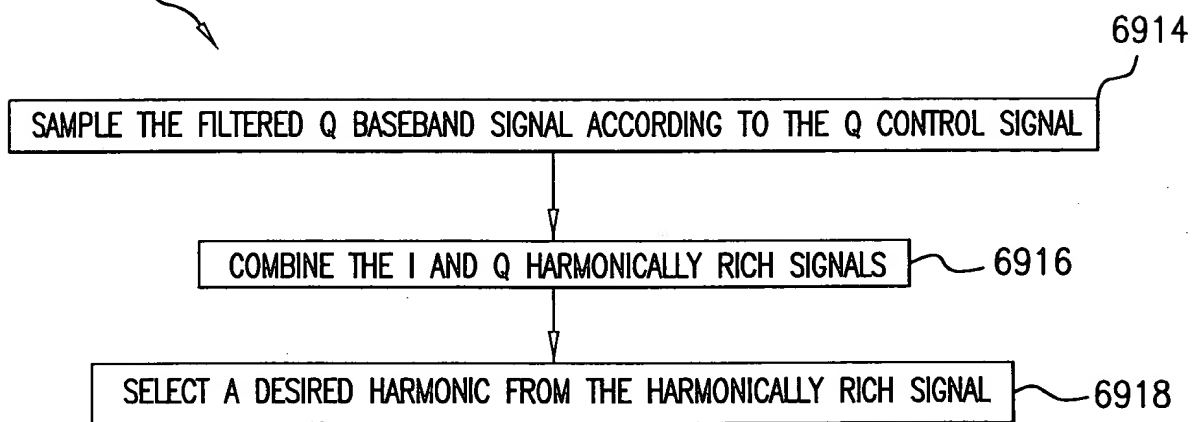 6914
SAMPLE THE FILTERED Q BASEBAND SIGNAL ACCORDING TO THE Q CONTROL SIGNAL
COMBINE THE I AND Q HARMONICALLY RICH SIGNALS
6916
SELECT A DESIRED HARMONIC FROM THE HARMONICALLY RICH SIGNAL
6918